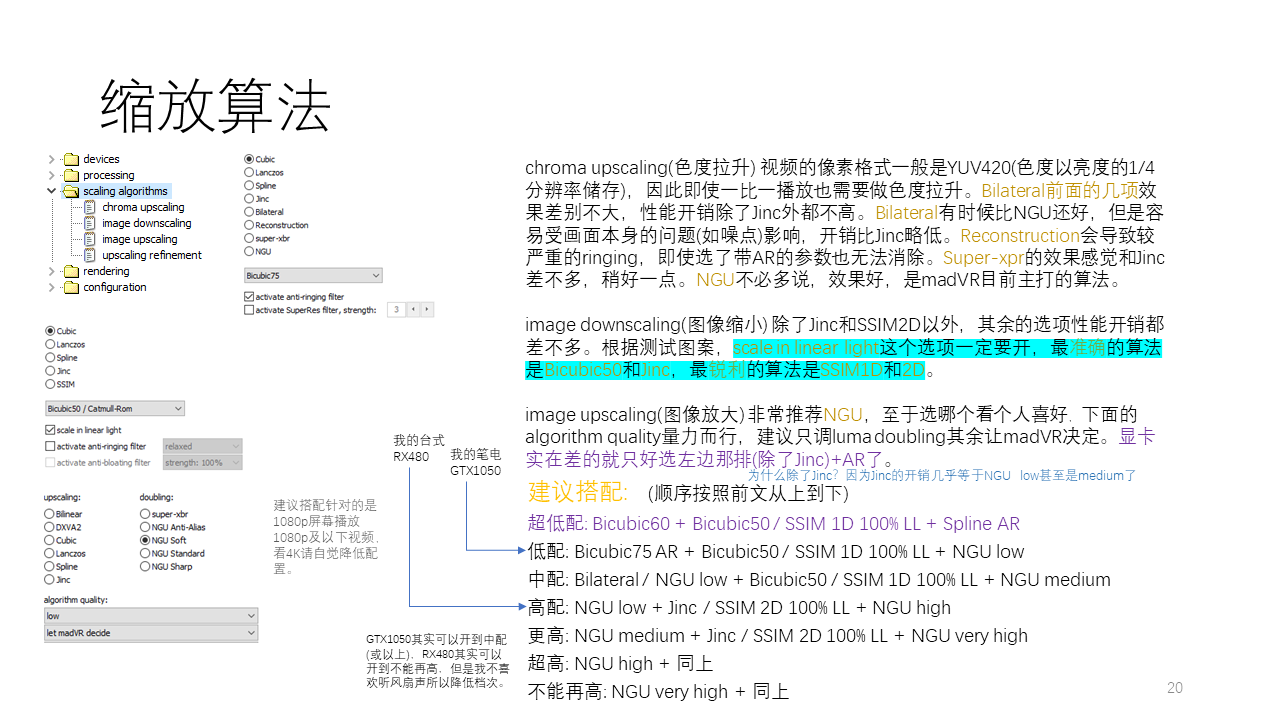 缩放算法
devices
processing
scaling algorithms
chroma upscaling
image downscaling
image upscaling
upscaling refinement
rendering
configuration
Cubic
Lanczos
Spline
Jinc
Bilateral
Reconstruction
super-xbr
NGU
Bicubic75
activate anti-ringing filter
activate SuperRes filter, strength: 3
Cubic
Lanczos
Spline
Jinc
SSIM
Bicubic50 / Catmull-Rom
scale in linear light
activate anti-ringing filter relaxed
activate anti-bloating filter strength: 100%
upscaling: doubling:
Bilinear super-xbr
DXVA2 NGU Anti-Alias
Cubic NGU Soft
Lanczos NGU Standard
Spline NGU Sharp
Jinc
algorithm quality:
low
let madVR decide
建议搭配针对的是
1080p屏幕播放
1080p及以下视频,
看4K请自觉降低配
置。
我的台式
RX480
我的笔电
GTX1050
GTX1050其实可以开到中配
(或以上), RX480其实可以
开到不能再高, 但是我不喜
欢听风扇声所以降低档次。
chroma upscaling(色度拉升) 视频的像素格式一般是YUV420(色度以亮度的1/4
分辨率储存)，因此即使一比一播放也需要做色度拉升。Bilateral前面的几项效
果差别不大，性能开销除了Jinc外都不高。Bilateral有时候比NGU还好，但是容
易受画面本身的问题(如噪点)影响，开销比Jinc略低。Reconstruction会导致较
严重的ringing，即使选了带AR的参数也无法消除。Super-xpr的效果感觉和Jinc
差不多，稍好一点。NGU不必多说，效果好，是madVR目前主打的算法。
image downscaling(图像缩小) 除了Jinc和SSIM2D以外，其余的选项性能开销都
差不多。根据测试图案，scale in linear light这个选项一定要开，最准确的算法
是Bicubic50和Jinc，最锐利的算法是SSIM1D和2D。
image upscaling(图像放大) 非常推荐NGU，至于选哪个看个人喜好, 下面的
algorithm quality量力而行，建议只调luma doubling其余让madVR决定。显卡
实在差的就只好选左边那排(除了Jinc)+AR了。
为什么除了Jinc？因为Jinc的开销几乎等于NGU low甚至是medium了
建议搭配: (顺序按照前文从上到下)
超低配: Bicubic60 + Bicubic50 / SSIM 1D 100% LL + Spline AR
低配: Bicubic75 AR + Bicubic50 / SSIM 1D 100% LL + NGU low
中配: Bilateral / NGU low + Bicubic50 / SSIM 1D 100% LL + NGU medium
高配: NGU low + Jinc / SSIM 2D 100% LL + NGU high
更高: NGU medium + Jinc / SSIM 2D 100% LL + NGU very high
超高: NGU high + 同上
不能再高: NGU very high + 同上
20